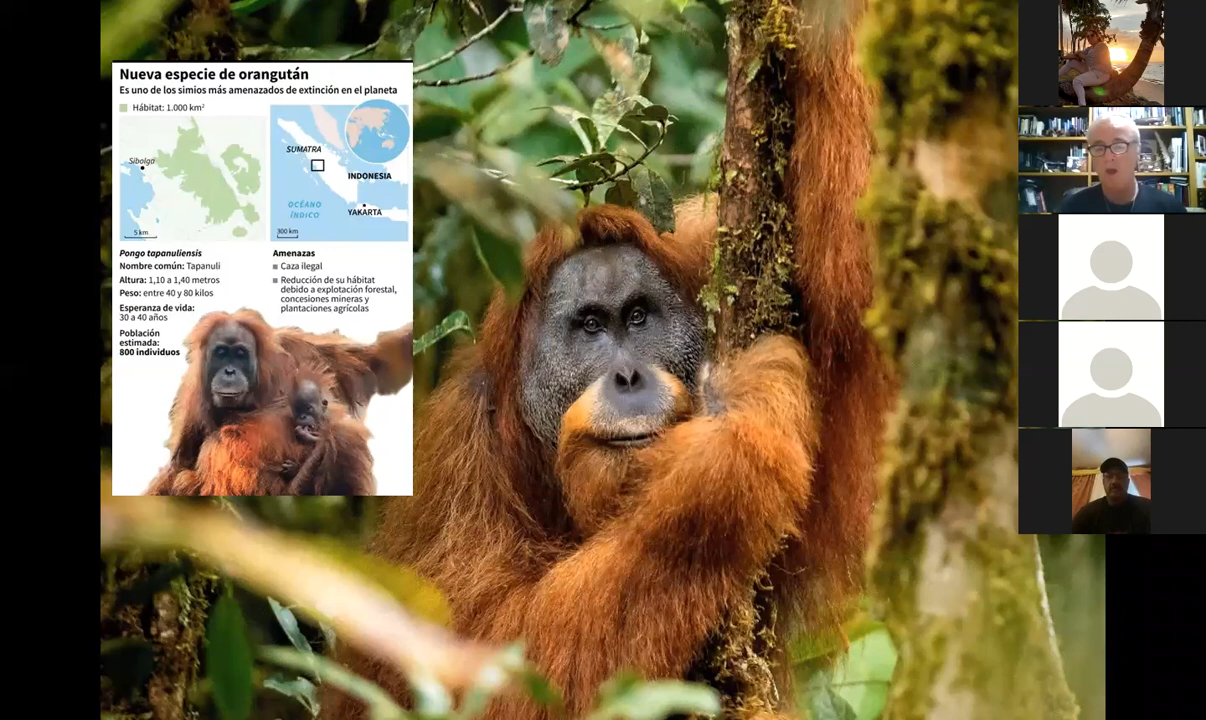 Nueva especie de orangután
Es uno de los simios más amenazados de extinción en el planeta
Hábitat: 1.000 km²
Sibolga
5 km
SUMATRA
INDONESIA
OCÉANO
ÍNDICO
YAKARTA
300 km
Pongo tapanuliensis
Nombre común: Tapanuli
Altura: 1,10 a 1,40 metros
Peso: entre 40 y 80 kilos
Esperanza de vida:
30 a 40 años
Población
estimada:
800 individuos
Amenazas
Caza ilegal
Reducción de su hábitat
debido a explotación forestal,
concesiones mineras y
plantaciones agrícolas